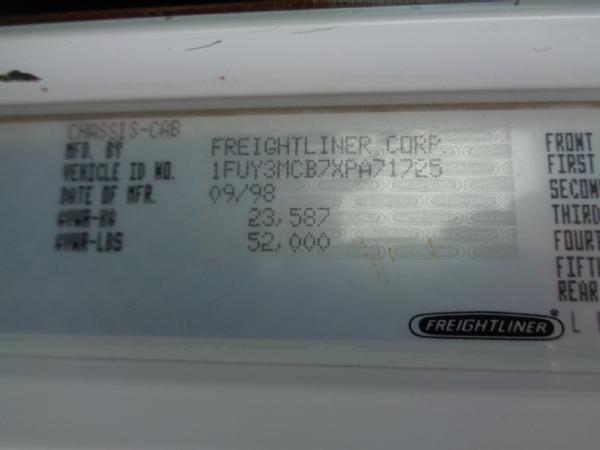 CHASSIS-CAB
MFD. BY FREIGHTLINER CORP.
VEHICLE ID NO. 1FUY3MCB7XPA71725
DATE OF MFR. 09/98
GVWR-KG 23,587
GVWR-LBS 52,000
FRONT
FIRST
SECON
THIRD
FOURT
FIFTH
REAR
FREIGHTLINER
L